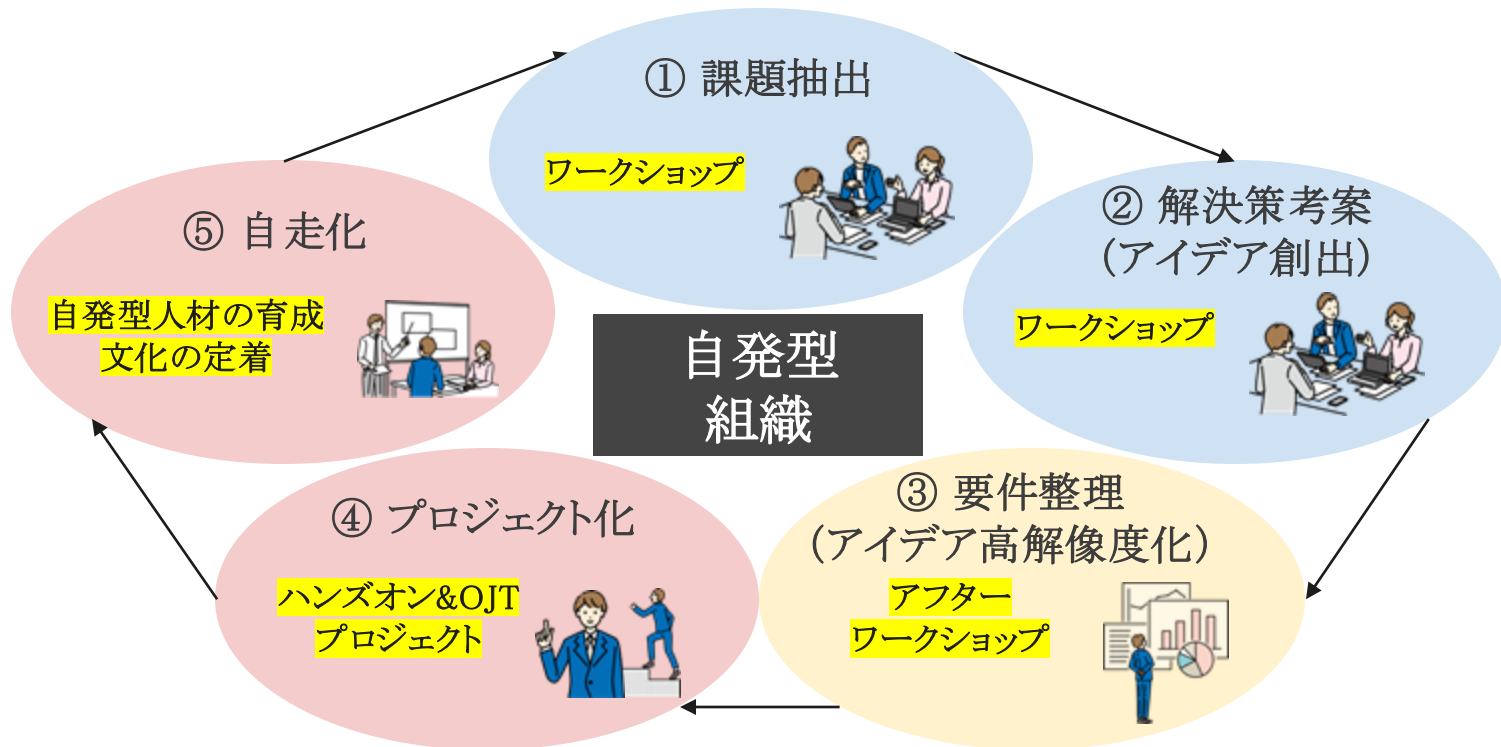 ① 課題抽出
ワークショップ
② 解決策考案
（アイデア創出）
ワークショップ
③ 要件整理
（アイデア高解像度化）
アフター
ワークショップ
④ プロジェクト化
ハンズオン&OJT
プロジェクト
⑤ 自走化
自発型人材の育成
文化の定着
自発型
組織